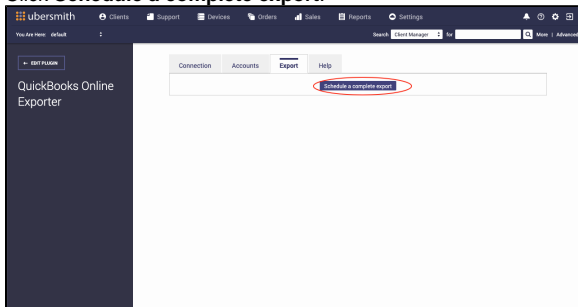 Click Schedule a complete export.
ubersmith Clients Support Devices Orders Sales Reports Settings
You Are Here: default Search Client Manager for More | Advanced
← EDIT PLUGIN
Connection Accounts Export Help
QuickBooks Online
Exporter
Schedule a complete export